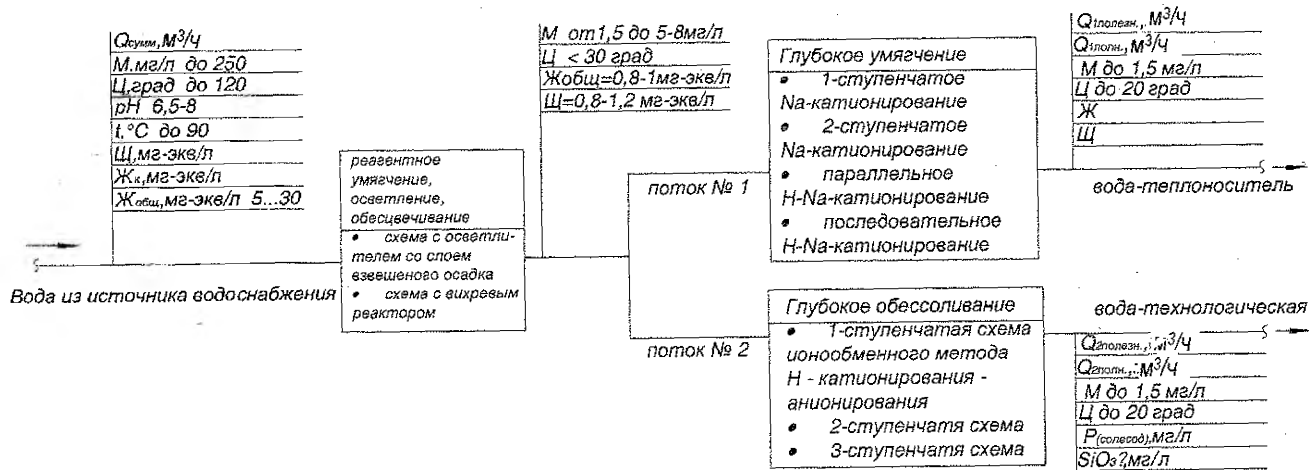 Qсумм, м³/ч
М.мг/л до 250
Ц,град до 120
рН 6,5-8
t,°С до 90
Щ,мг-экв/л
Жк,мг-экв/л
Жобщ,мг-экв/л 5...30
Вода из источника водоснабжения
реагентное
умягчение,
осветление,
обесцвечивание
• схема с осветли-
телем со слоем
взвешеного осадка
• схема с вихревым
реактором
М от1,5 до 5-8мг/л
Ц < 30 град
Жобщ=0,8-1мг-экв/л
Щ=0,8-1,2 мг-экв/л
поток № 1
Глубокое умягчение
• 1-ступенчатое
Na-катионирование
• 2-ступенчатое
Na-катионирование
• параллельное
Н-Na-катионирование
• последовательное
Н-Na-катионирование
Q1полезн., м³/ч
Q1полн.,м³/ч
М до 1,5 мг/л
Ц до 20 град
Ж
Щ
вода-теплоноситель
поток № 2
Глубокое обессоливание
• 1-ступенчатая схема
ионообменного метода
Н - катионирования -
анионирования
• 2-ступенчатя схема
• 3-ступенчатя схема
вода-технологическая
Q2полезн., м³/ч
Q2полн., м³/ч
М до 1,5 мг/л
Ц до 20 град
Р(солесод),мг/л
SiO3?мг/л